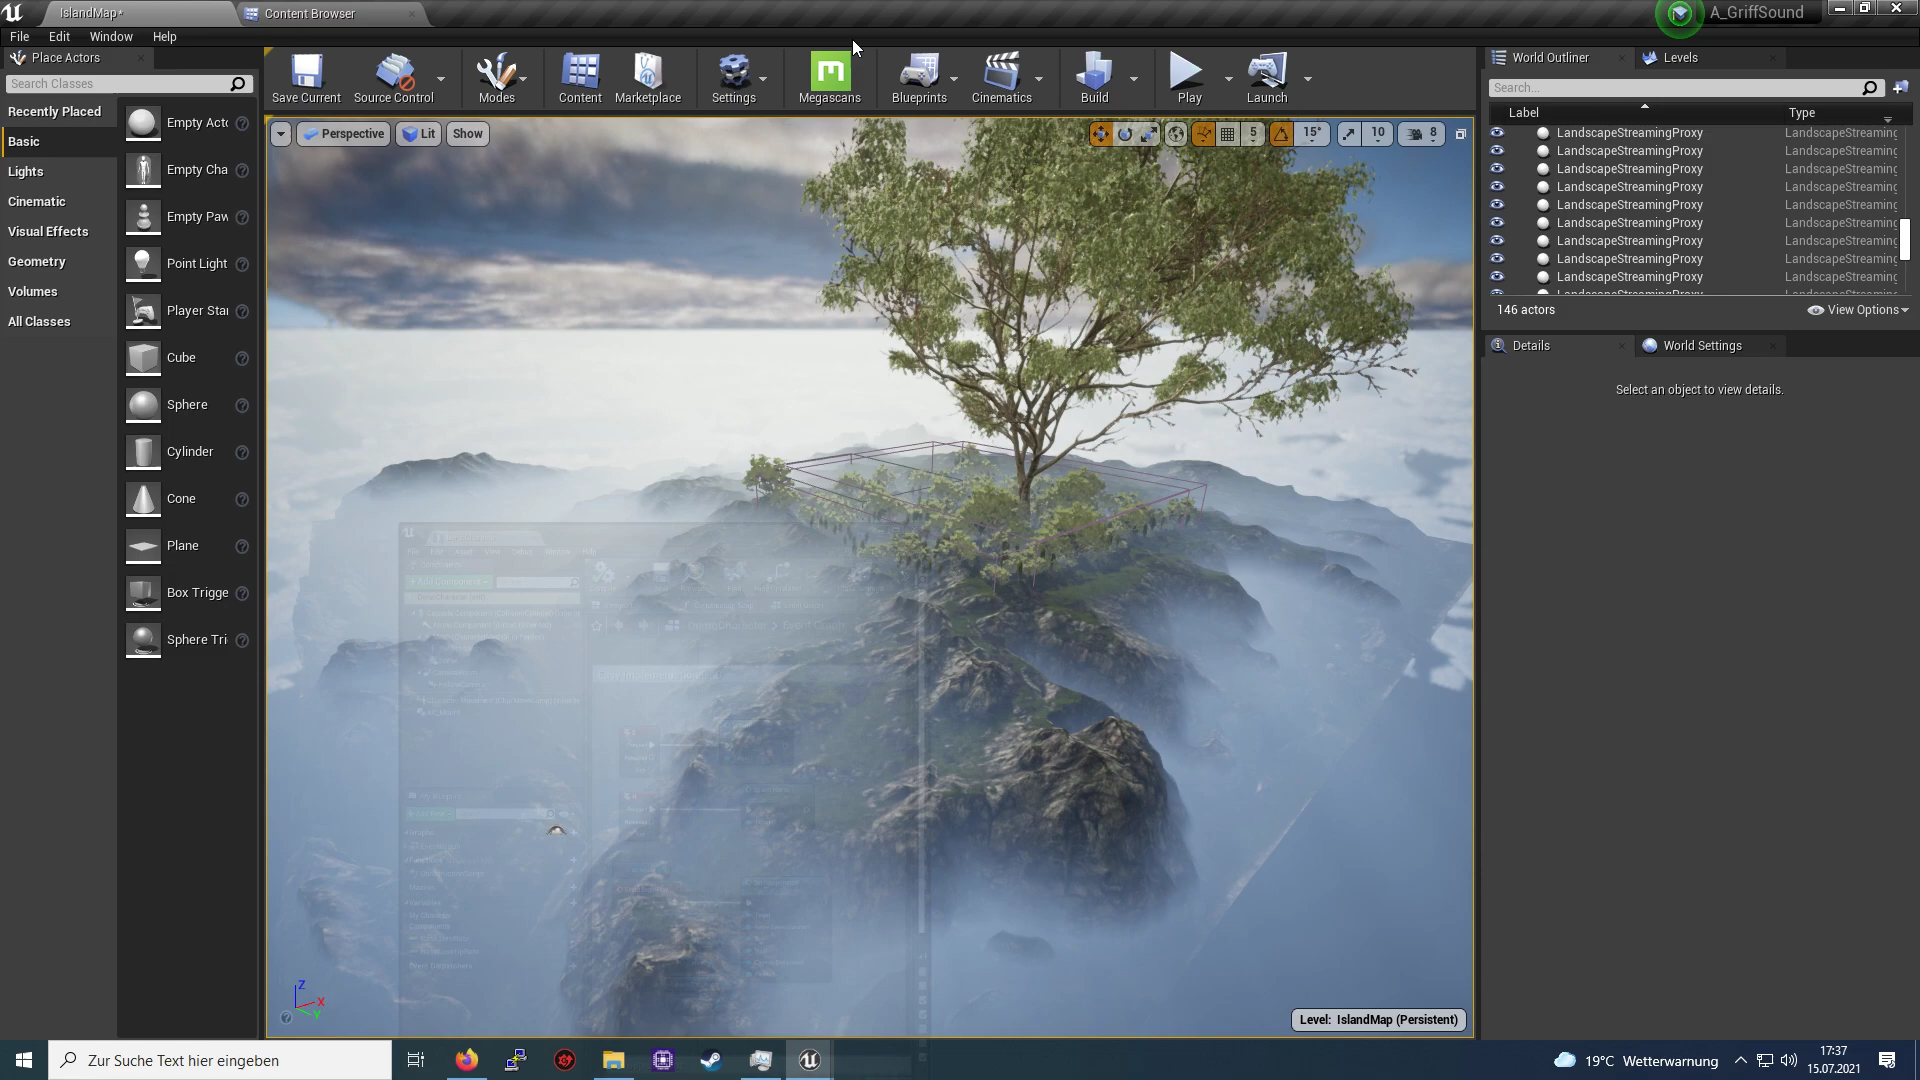 IslandMap*
Content Browser
A_GriffSound
File Edit Window Help
Place Actors
Search Classes
Recently Placed
Basic
Lights
Cinematic
Visual Effects
Geometry
Volumes
All Classes
Empty Acto
Empty Cha
Empty Paw
Point Light
Player Star
Cube
Sphere
Cylinder
Cone
Plane
Box Trigge
Sphere Tri
Save Current
Source Control
Modes
Content
Marketplace
Settings
Megascans
Blueprints
Cinematics
Build
Play
Launch
Perspective
Lit
Show
5
15°
10
8
World Outliner
Levels
Search...
Label
Type
LandscapeStreamingProxy LandscapeStreaming
LandscapeStreamingProxy LandscapeStreaming
LandscapeStreamingProxy LandscapeStreaming
LandscapeStreamingProxy LandscapeStreaming
LandscapeStreamingProxy LandscapeStreaming
LandscapeStreamingProxy LandscapeStreaming
LandscapeStreamingProxy LandscapeStreaming
LandscapeStreamingProxy LandscapeStreaming
LandscapeStreamingProxy LandscapeStreaming
146 actors
View Options
Details
World Settings
Select an object to view details.
Z
X
Y
Level: IslandMap (Persistent)
Zur Suche Text hier eingeben
19°C Wetterwarnung
17:37
15.07.2021